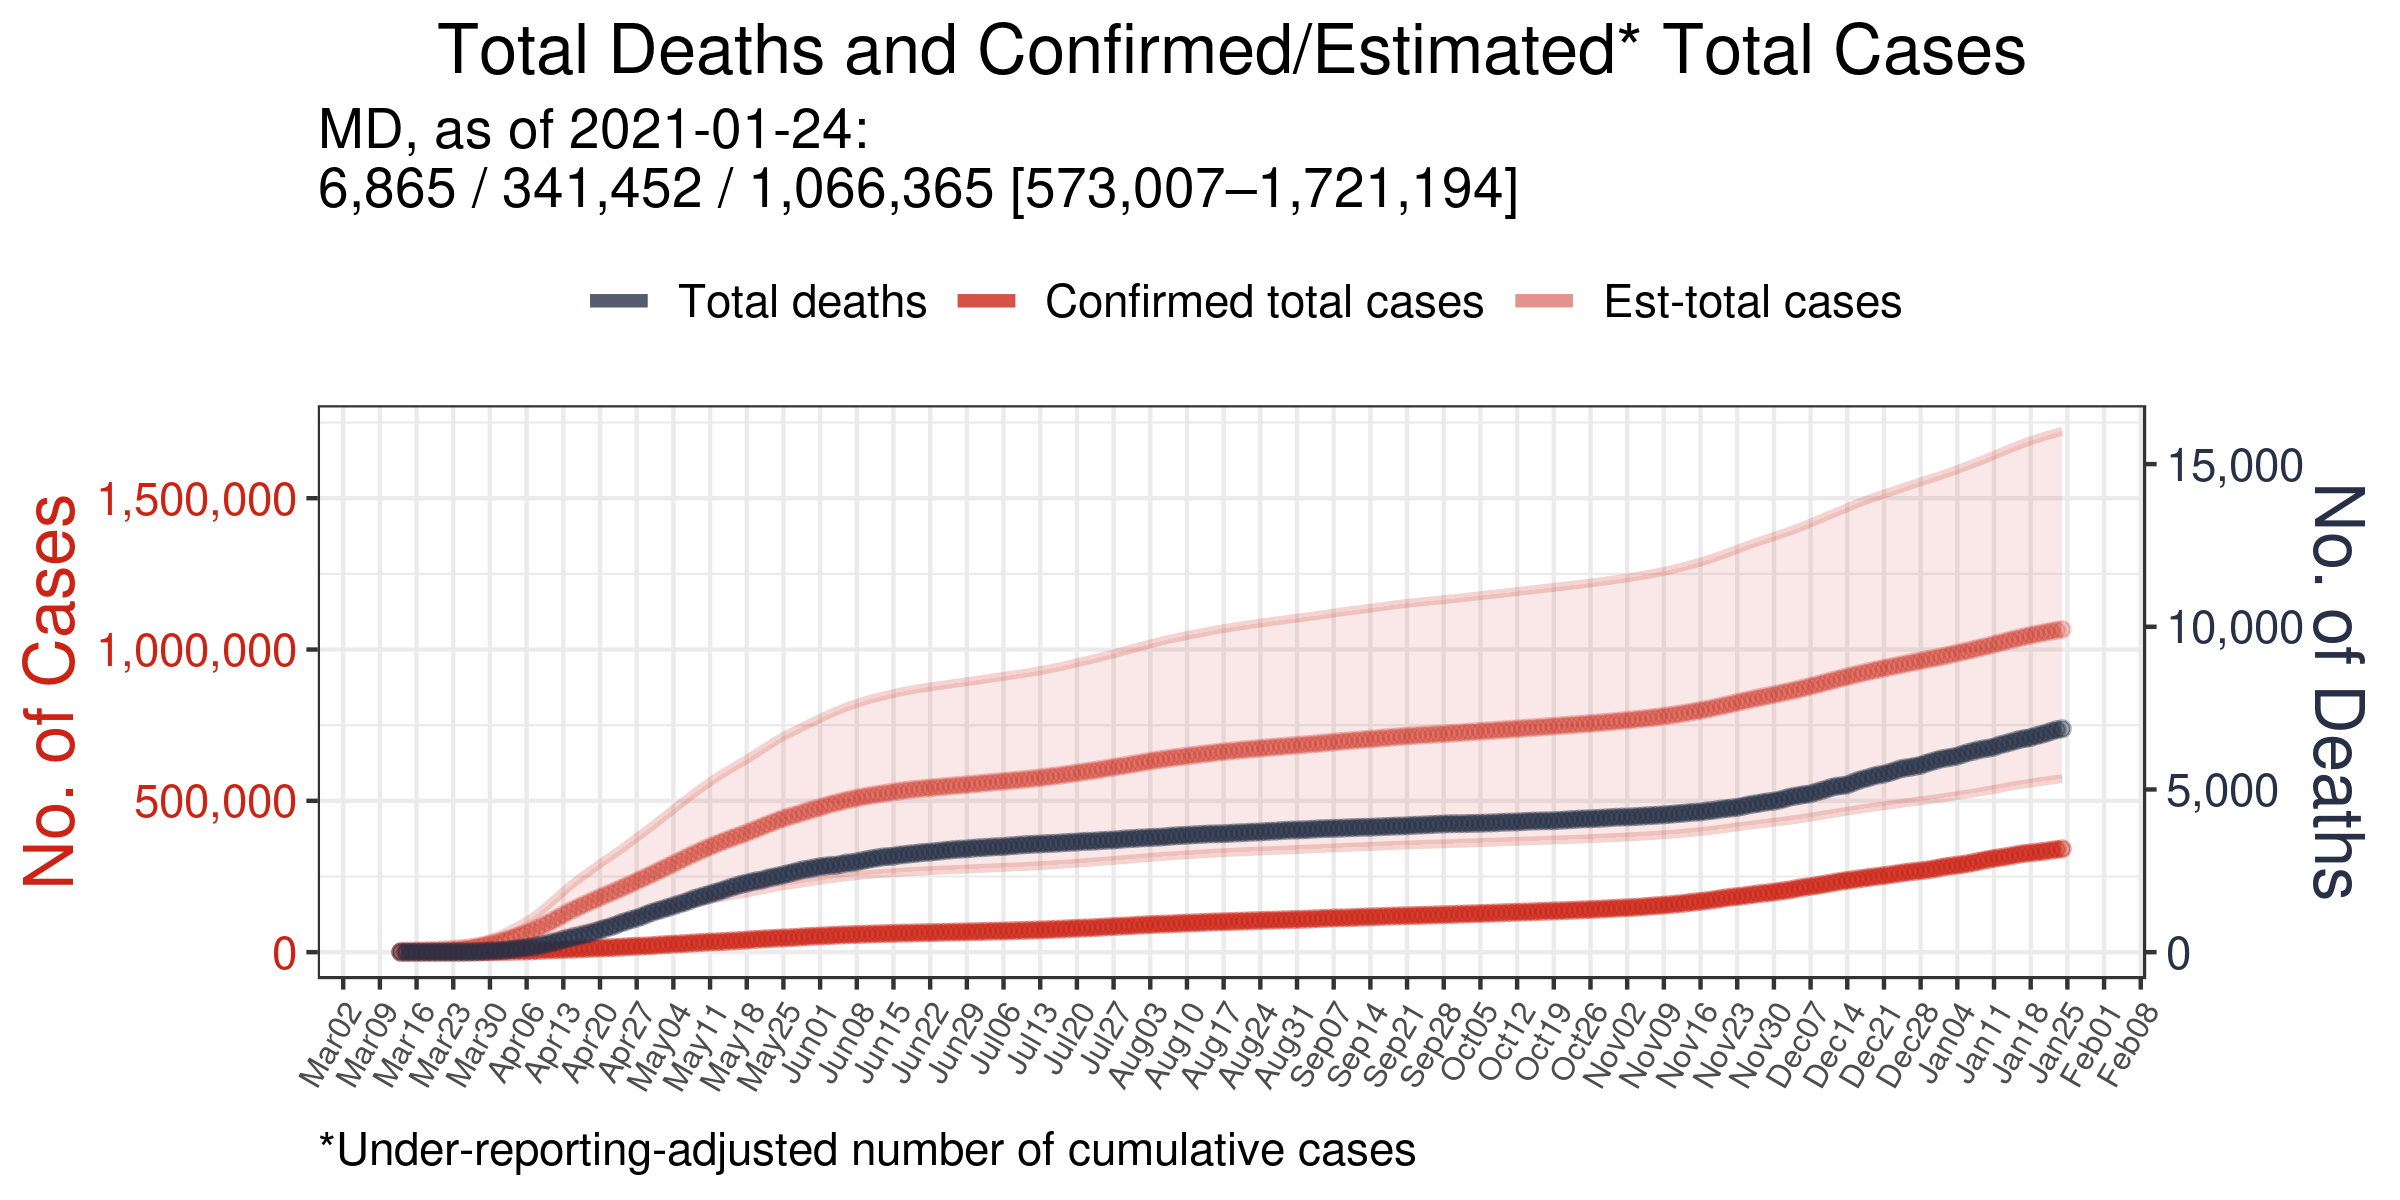 Total Deaths and Confirmed/Estimated* Total Cases
MD, as of 2021-01-24:
6,865 / 341,452 / 1,066,365 [573,007–1,721,194]
Total deaths
Confirmed total cases
Est-total cases
No. of Cases
1,500,000
1,000,000
500,000
0
15,000
10,000
5,000
0
No. of Deaths
Mar02
Mar09
Mar16
Mar23
Mar30
Apr06
Apr13
Apr20
Apr27
May04
May11
May18
May25
Jun01
Jun08
Jun15
Jun22
Jun29
Jul06
Jul13
Jul20
Jul27
Aug03
Aug10
Aug17
Aug24
Aug31
Sep07
Sep14
Sep21
Sep28
Oct05
Oct12
Oct19
Oct26
Nov02
Nov09
Nov16
Nov23
Nov30
Dec07
Dec14
Dec21
Dec28
Jan04
Jan11
Jan18
Jan25
Feb01
Feb08
*Under-reporting-adjusted number of cumulative cases